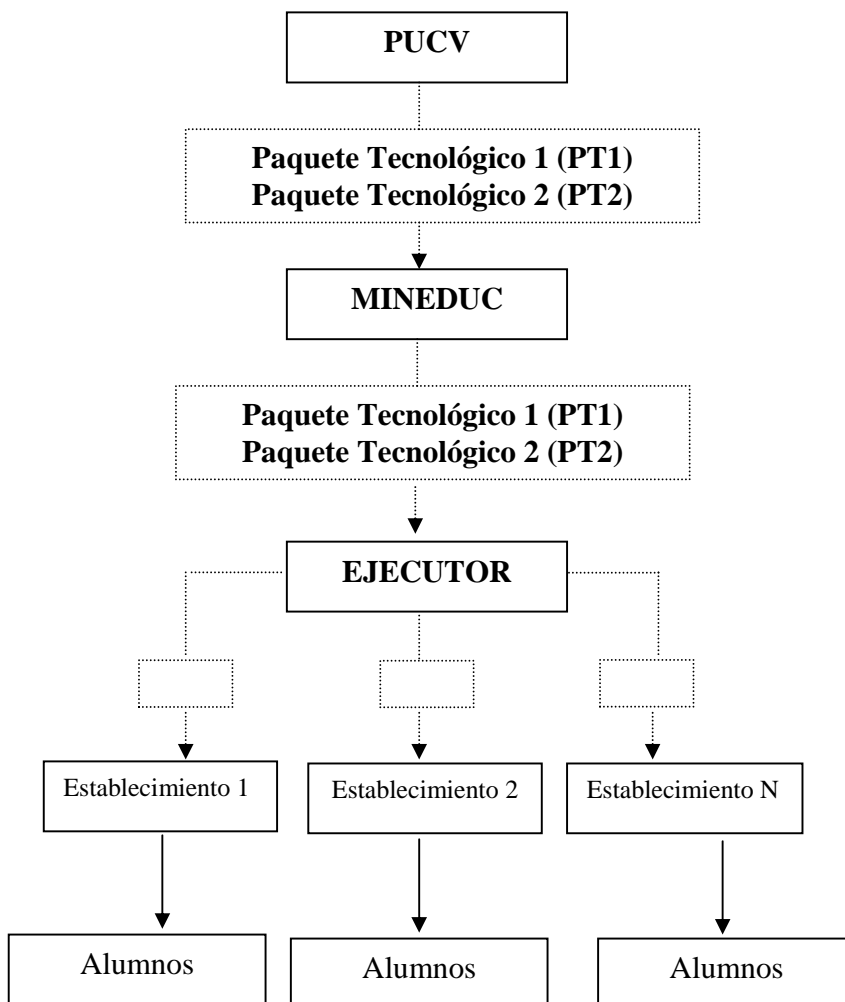 PUCV
Paquete Tecnológico 1 (PT1)
Paquete Tecnológico 2 (PT2)
MINEDUC
Paquete Tecnológico 1 (PT1)
Paquete Tecnológico 2 (PT2)
EJECUTOR
Establecimiento 1
Establecimiento 2
Establecimiento N
Alumnos
Alumnos
Alumnos